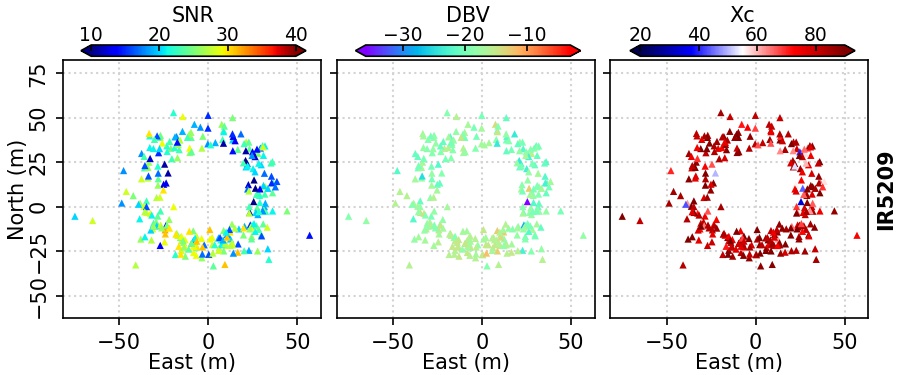 SNR DBV Xc
10 20 30 40 −30 −20 −10 20 40 60 80
75
50
25
0
−25
−50
North (m)
IR5209
−50 0 50 −50 0 50 −50 0 50
East (m) East (m) East (m)